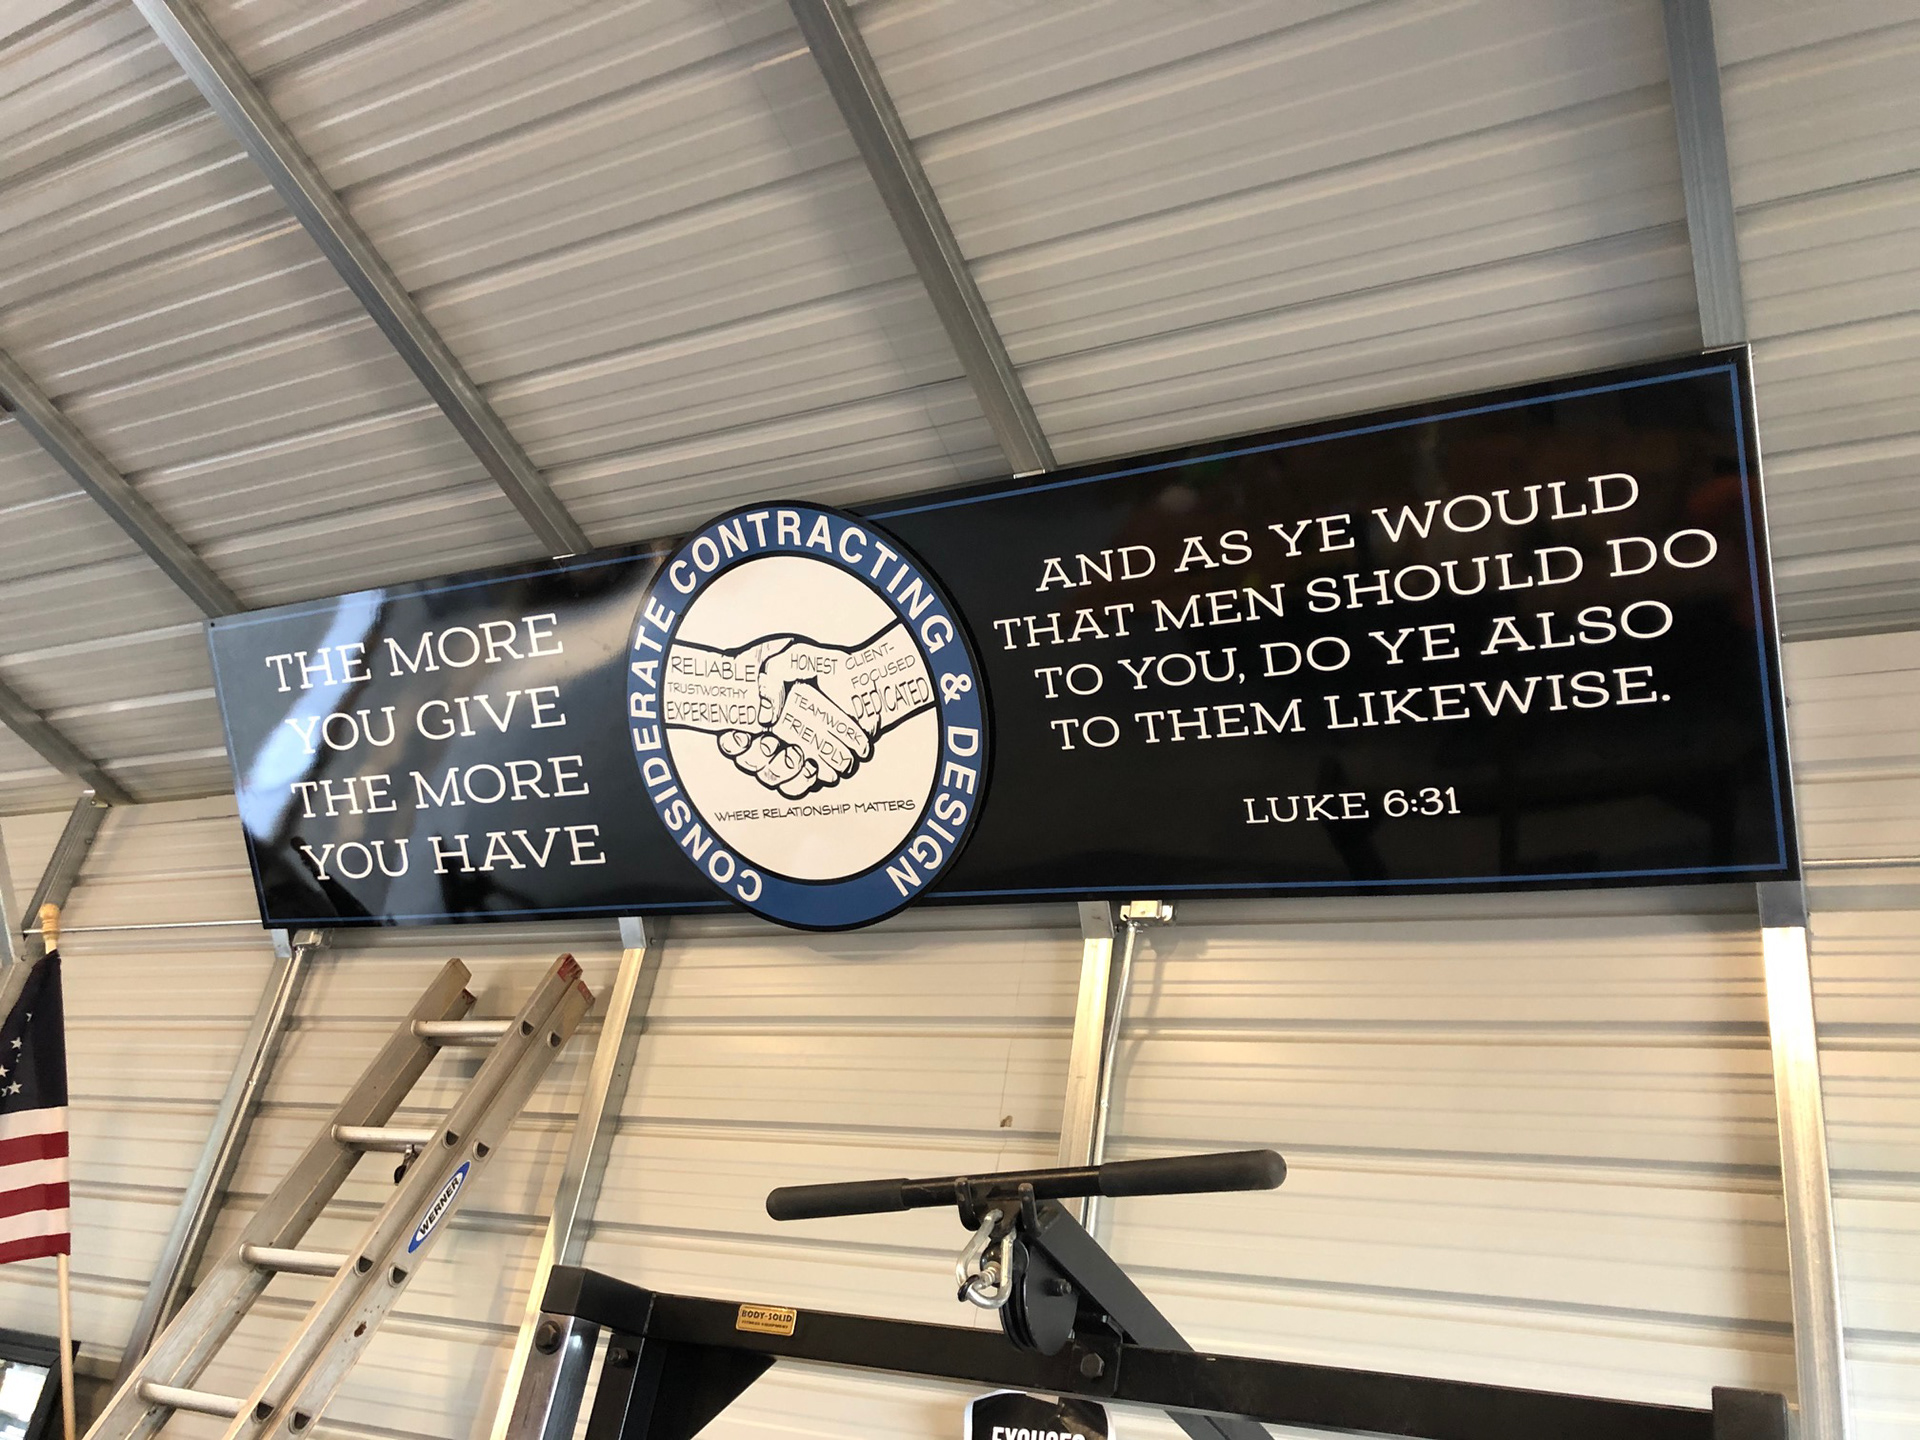 THE MORE
YOU GIVE
THE MORE
YOU HAVE
CONSIDERATE CONTRACTING & DESIGN
RELIABLE
TRUSTWORTHY
EXPERIENCED
HONEST
CLIENT-
FOCUSED
DEDICATED
TEAMWORK
FRIENDLY
WHERE RELATIONSHIP MATTERS
AND AS YE WOULD
THAT MEN SHOULD DO
TO YOU, DO YE ALSO
TO THEM LIKEWISE.
LUKE 6:31
WERNER
BODY-SOLID
EXCUSES